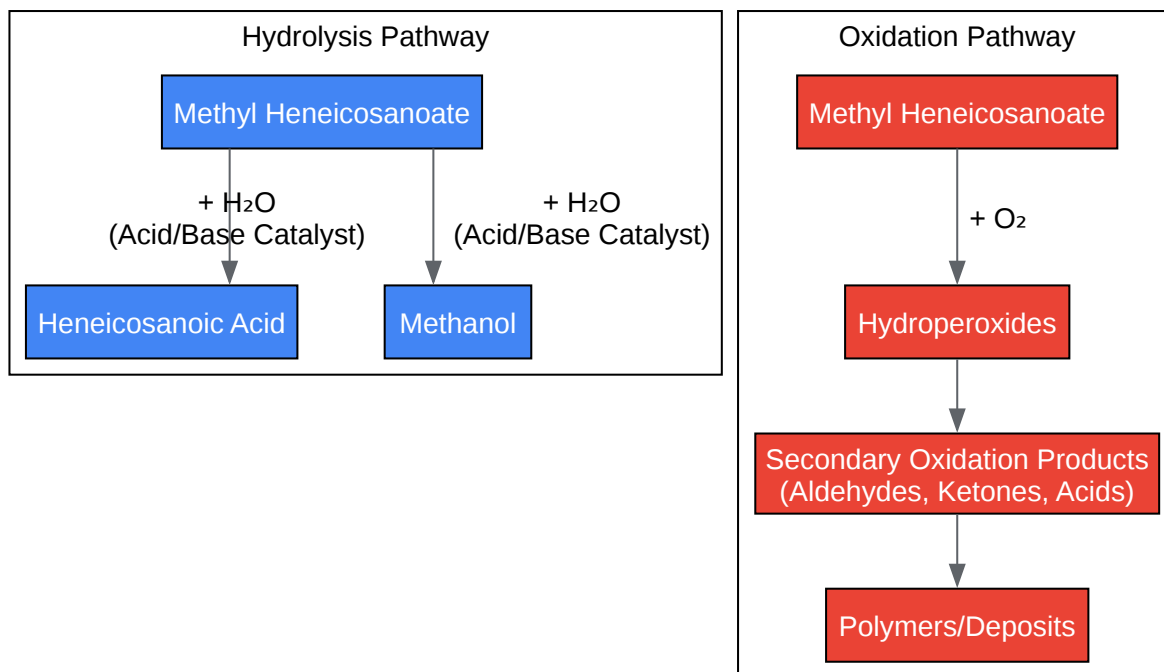 Hydrolysis Pathway
Methyl Heneicosanoate
+ H₂O
(Acid/Base Catalyst)
+ H₂O
(Acid/Base Catalyst)
Heneicosanoic Acid
Methanol
Oxidation Pathway
Methyl Heneicosanoate
+ O₂
Hydroperoxides
Secondary Oxidation Products
(Aldehydes, Ketones, Acids)
Polymers/Deposits